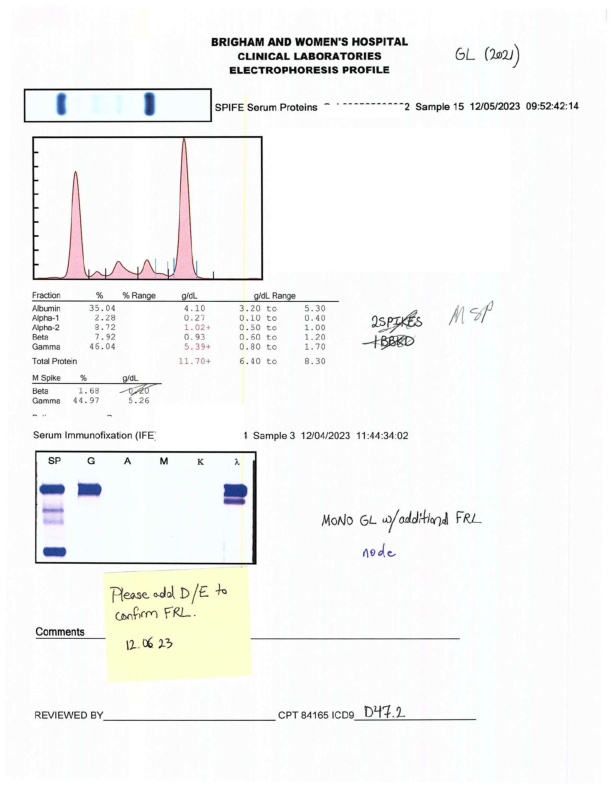 BRIGHAM AND WOMEN'S HOSPITAL
CLINICAL LABORATORIES
ELECTROPHORESIS PROFILE
GL (2021)
SPIFE Serum Proteins 2 Sample 15 12/05/2023 09:52:42:14
Fraction % % Range g/dL g/dL Range
Albumin 35.04 4.10 3.20 to 5.30
Alpha-1 2.28 0.27 0.10 to 0.40
Alpha-2 8.72 1.02+ 0.50 to 1.00
Beta 7.92 0.93 0.60 to 1.20
Gamma 46.04 5.39+ 0.80 to 1.70
Total Protein 11.70+ 6.40 to 8.30
2SPIKES
MSP
M Spike % g/dL
Beta 1.68 0.20
Gamma 44.97 5.26
Serum Immunofixation (IFE) 1 Sample 3 12/04/2023 11:44:34:02
SP G A M K λ
MONO GL w/additional FRL
node
Please add D/E to
confirm FRL.
12.06 23
Comments
REVIEWED BY CPT 84165 ICD9 D47.2